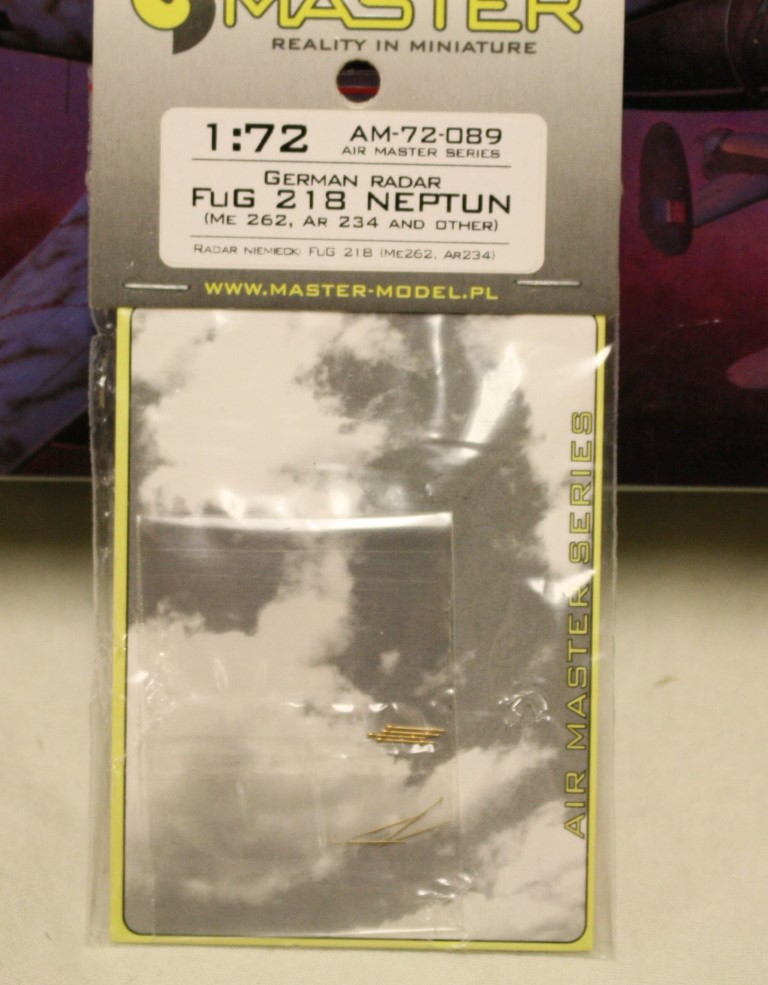 MASTER
REALITY IN MINIATURE
1:72
AM-72-089
AIR MASTER SERIES
GERMAN RADAR
FUG 218 NEPTUN
(ME 262, AR 234 AND OTHER)
RADAR NIEMIECKI FUG 218 (ME262, AR234)
WWW.MASTER-MODEL.PL
AIR MASTER SERIES